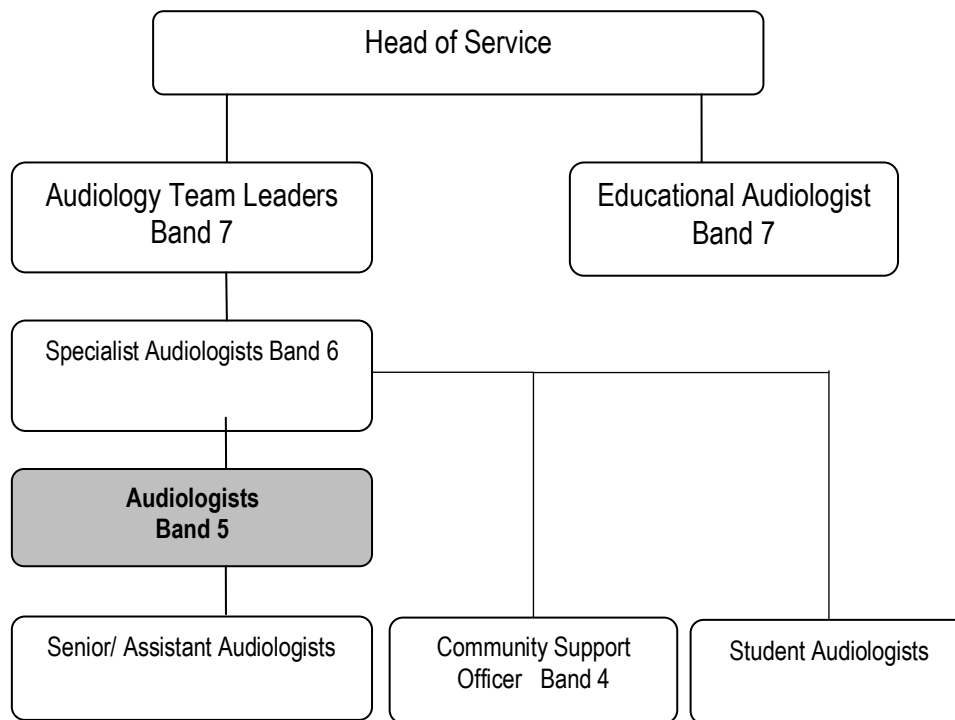 Head of Service
Audiology Team Leaders
Band 7
Educational Audiologist
Band 7
Specialist Audiologists Band 6
Audiologists
Band 5
Senior/ Assistant Audiologists
Community Support
Officer Band 4
Student Audiologists